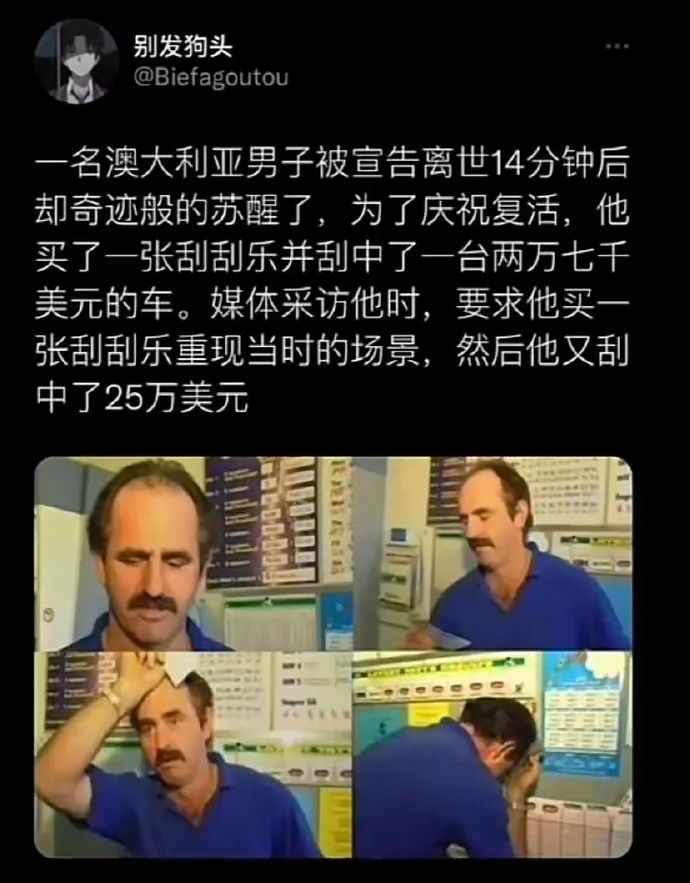 别发狗头
@Biefagoutou
一名澳大利亚男子被宣告离世14分钟后
却奇迹般的苏醒了，为了庆祝复活，他
买了一张刮刮乐并刮中了一台两万七千
美元的车。媒体采访他时，要求他买一
张刮刮乐重现当时的场景，然后他又刮
中了25万美元